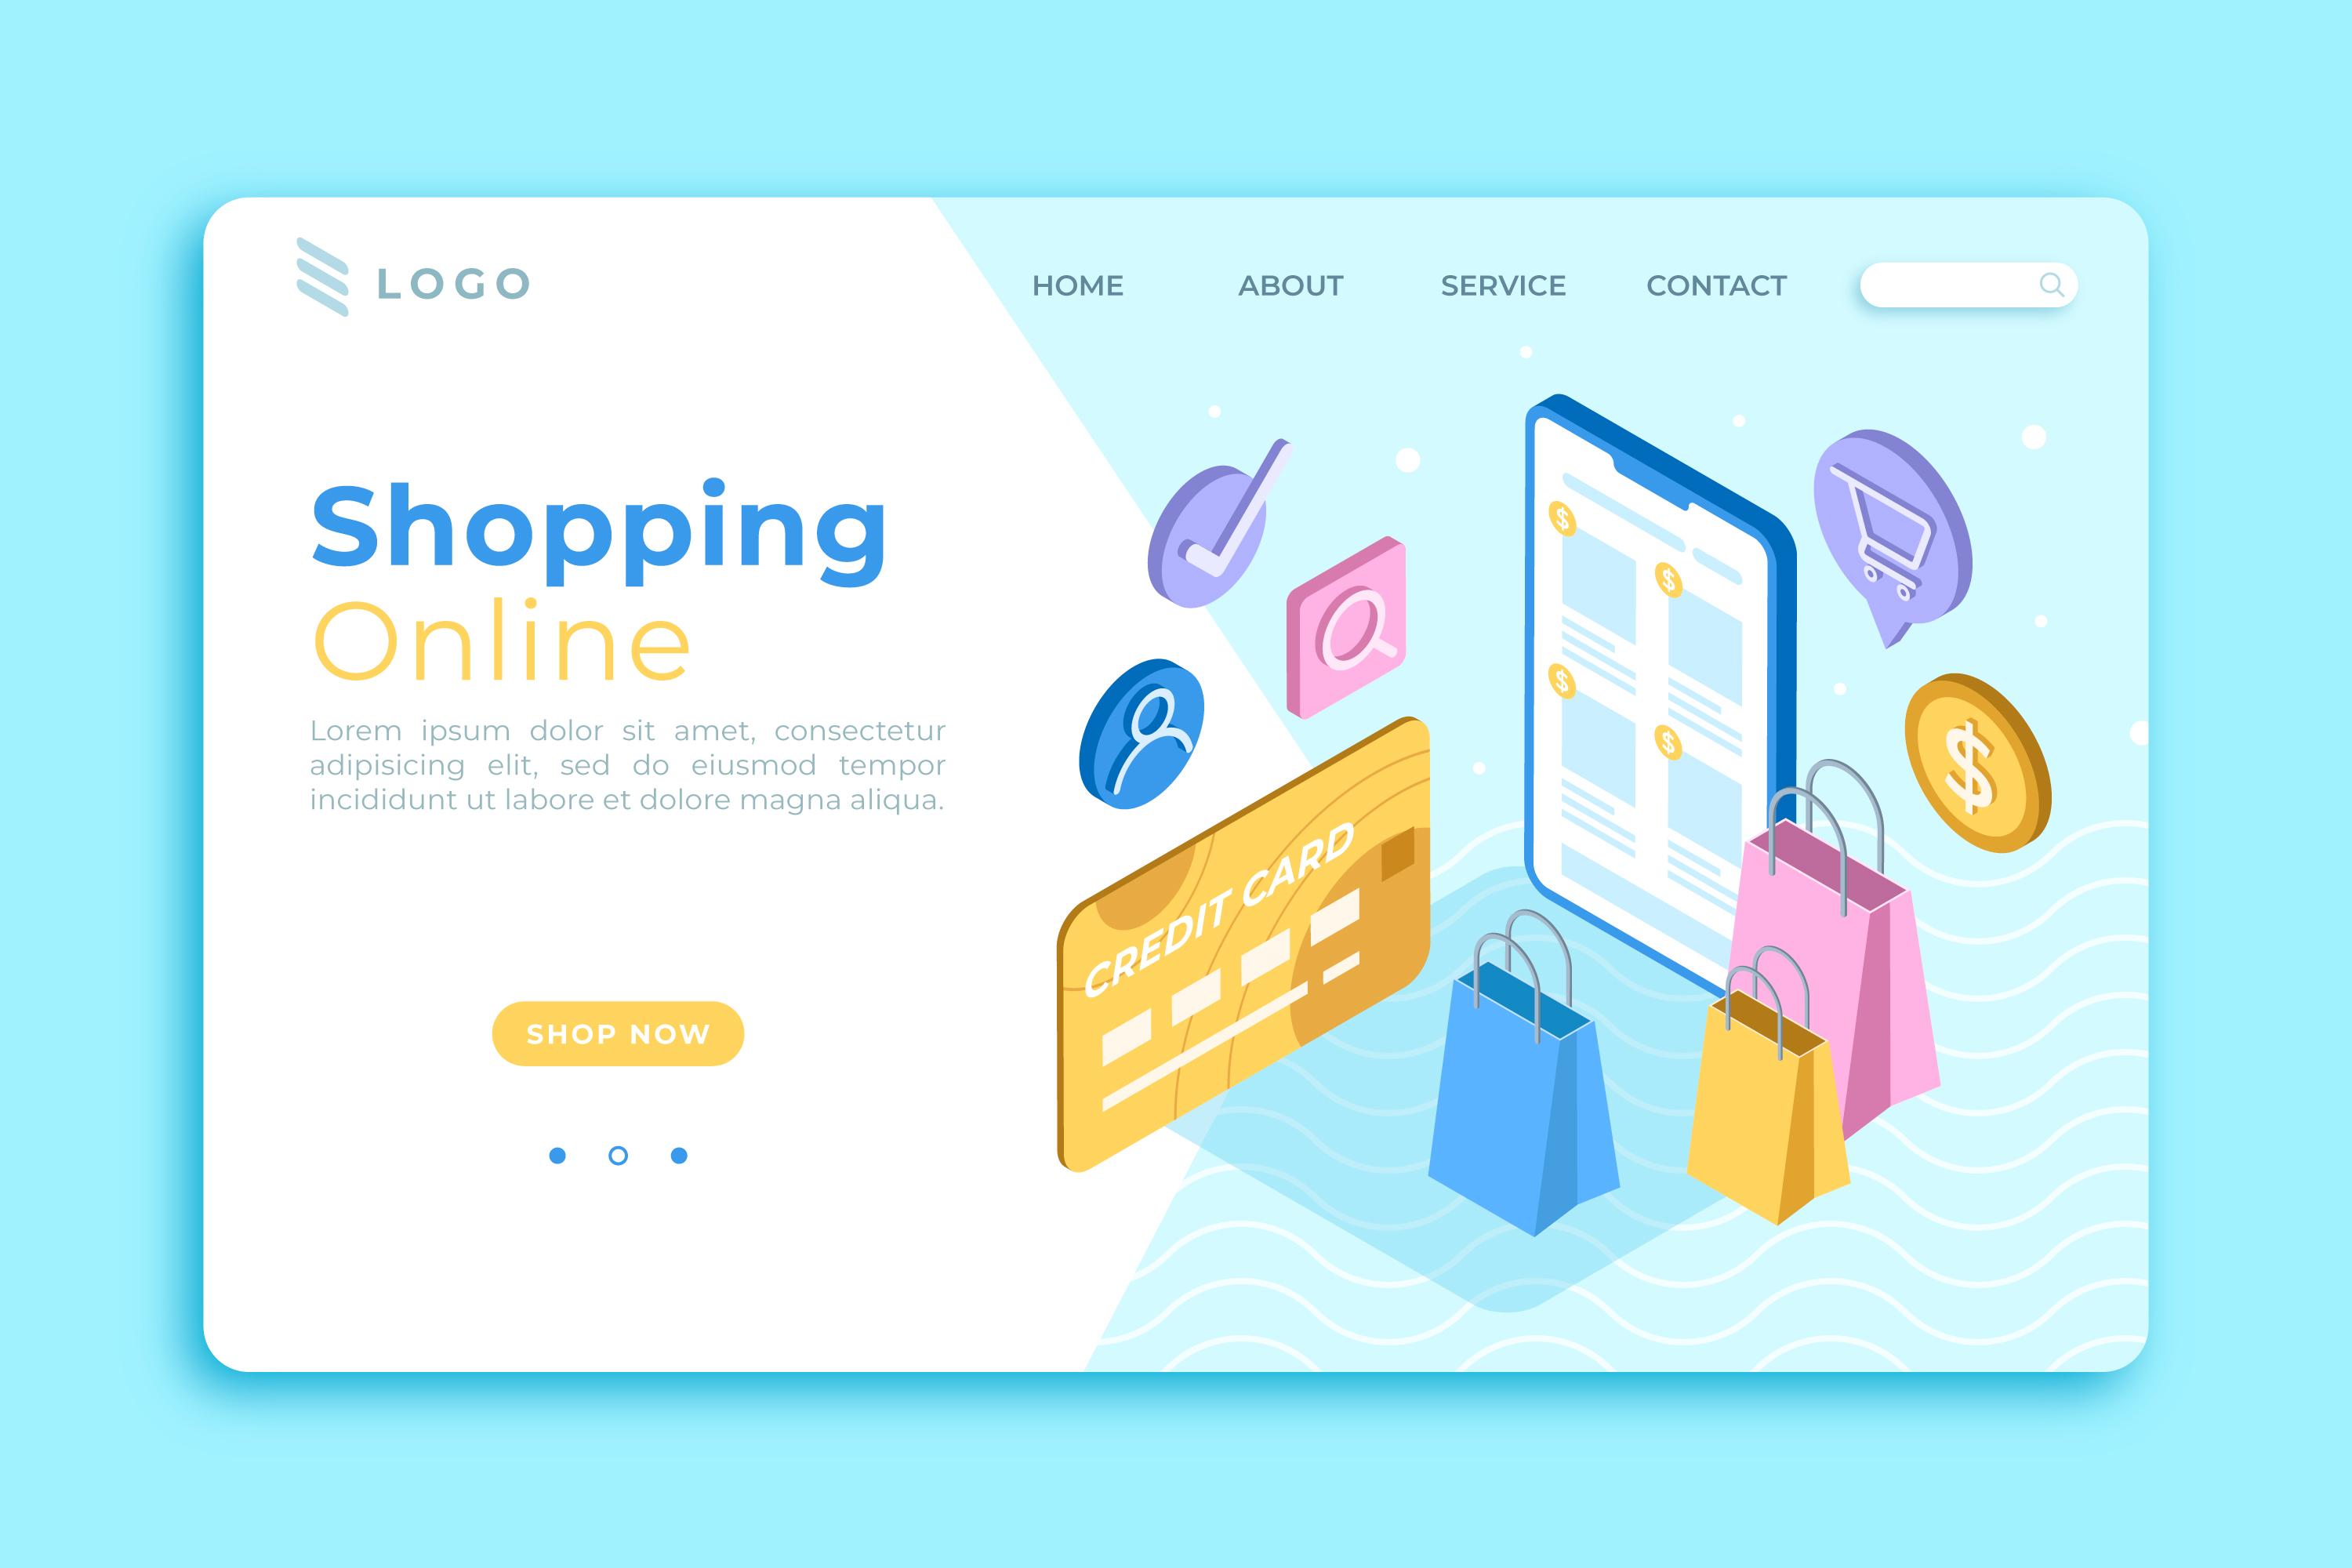 LOGO
HOME
ABOUT
SERVICE
CONTACT
Shopping
Online
Lorem ipsum dolor sit amet, consectetur
adipisicing elit, sed do eiusmod tempor
incididunt ut labore et dolore magna aliqua.
SHOP NOW
CREDIT CARD
$
$
$
$
$